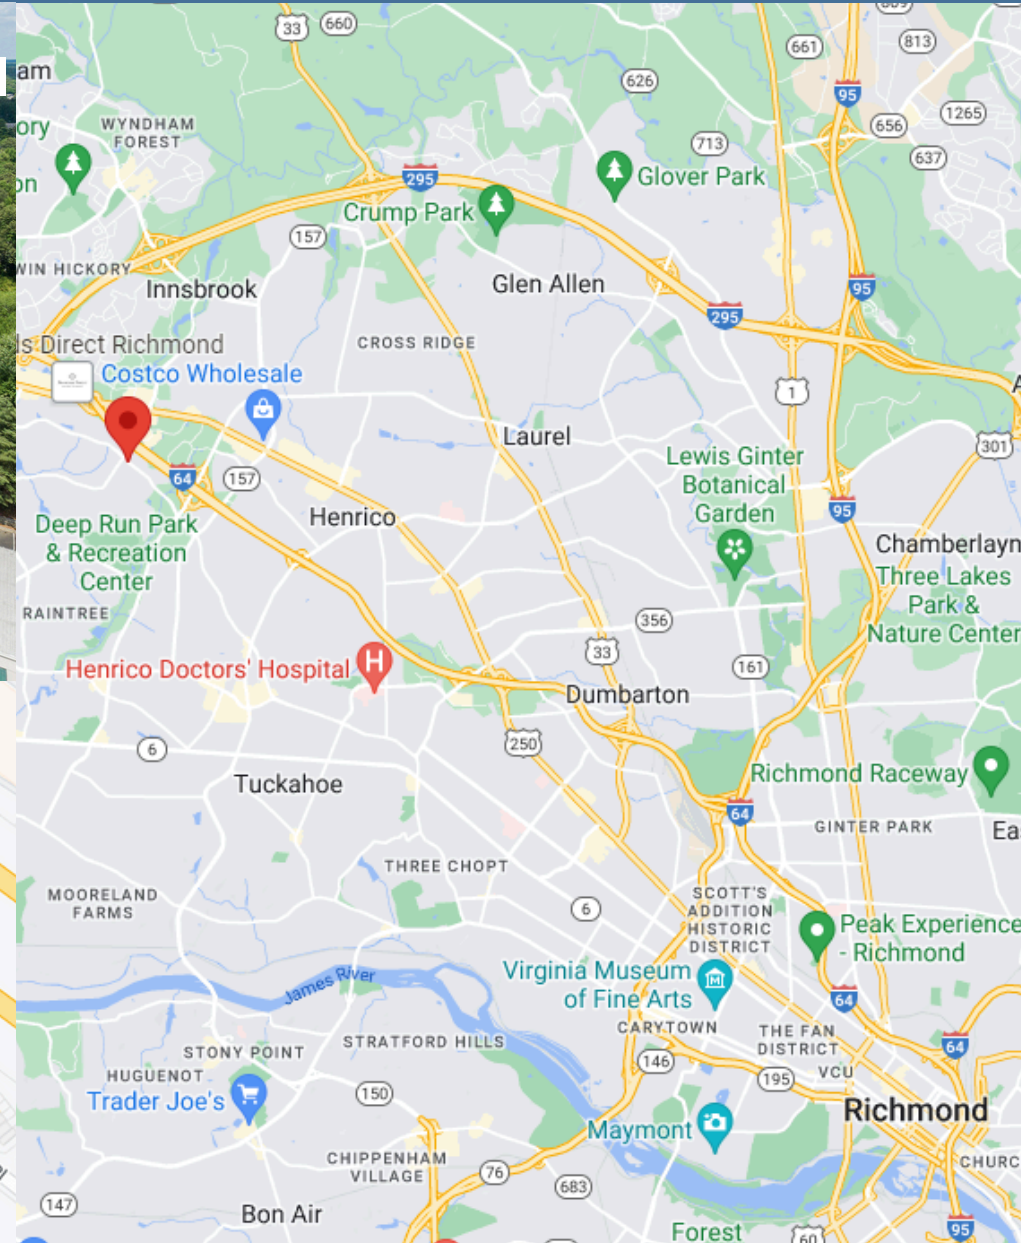 33
660
809
661
813
626
95
1265
656
713
637
am
ory
on
WYNDHAM
FOREST
295
Glover Park
Crump Park
157
WIN HICKORY
Innsbrook
Glen Allen
95
295
ls Direct Richmond
CROSS RIDGE
Costco Wholesale
1
Laurel
301
Lewis Ginter
Botanical
Garden
64
157
95
Henrico
Deep Run Park
& Recreation
Center
Chamberlayn
Three Lakes
Park &
Nature Center
RAINTREE
356
33
161
Henrico Doctors' Hospital
H
Dumbarton
6
250
Tuckahoe
Richmond Raceway
64
GINTER PARK
Eas
THREE CHOPT
MOORELAND
FARMS
6
SCOTT'S
ADDITION
HISTORIC
DISTRICT
Peak Experience
- Richmond
James River
Virginia Museum
of Fine Arts
64
CARYTOWN
THE FAN
DISTRICT
STONY POINT
STRATFORD HILLS
64
HUGUENOT
146
VCU
195
Trader Joe's
150
Richmond
Maymont
CHIPPENHAM
VILLAGE
CHURC
76
683
147
Bon Air
Forest
60
95